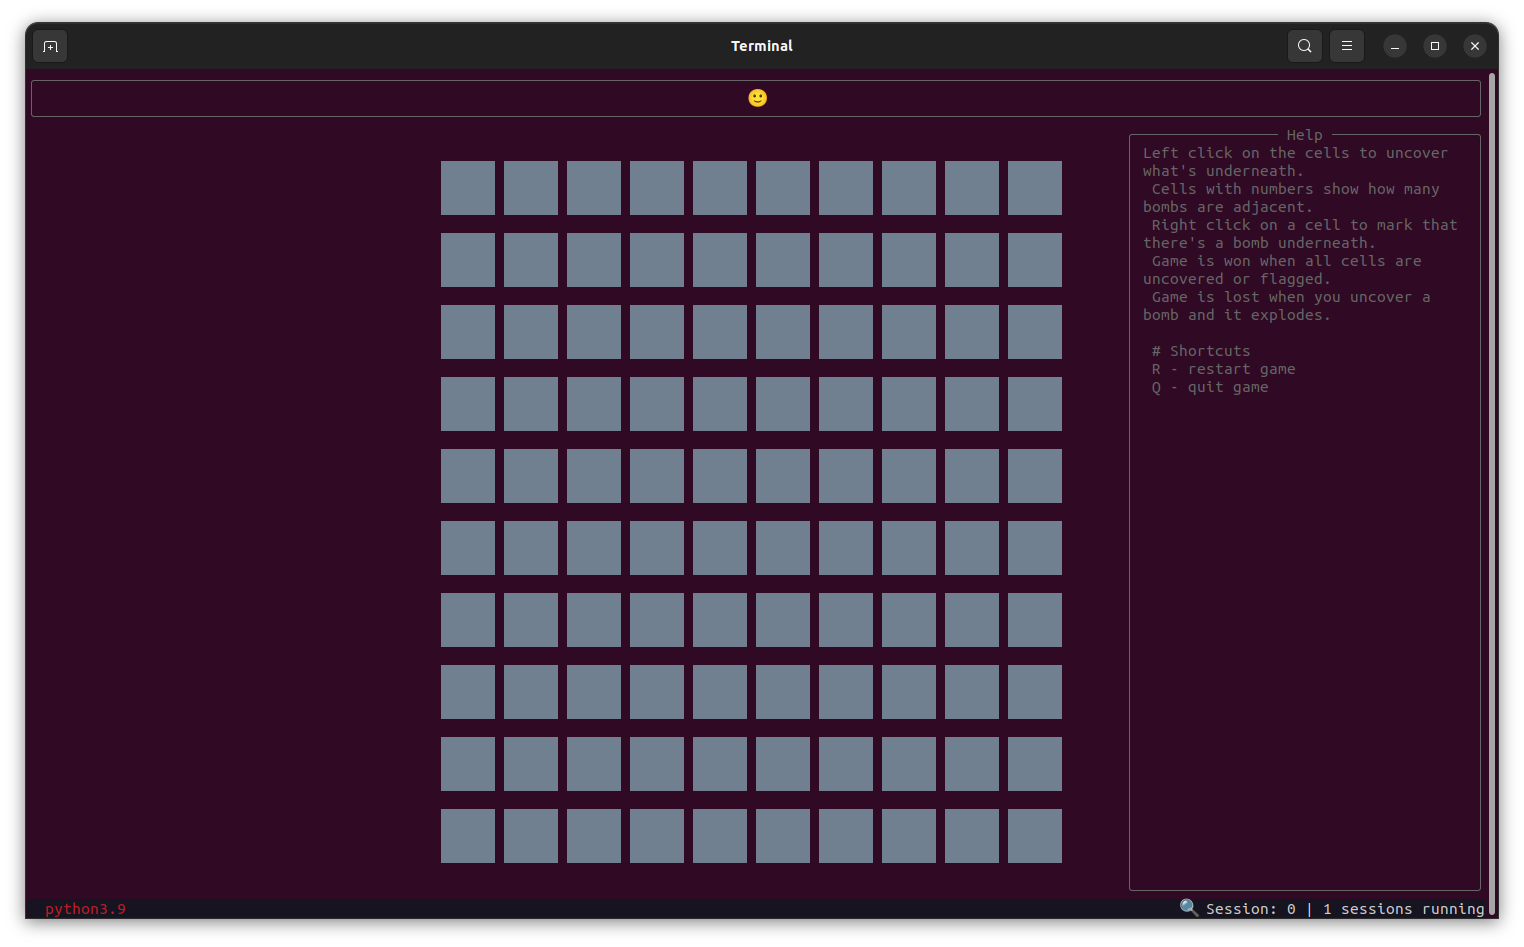 Terminal
Help
Left click on the cells to uncover
what's underneath.
Cells with numbers show how many
bombs are adjacent.
Right click on a cell to mark that
there's a bomb underneath.
Game is won when all cells are
uncovered or flagged.
Game is lost when you uncover a
bomb and it explodes.
# Shortcuts
R - restart game
Q - quit game
python3.9
Session: 0 | 1 sessions running